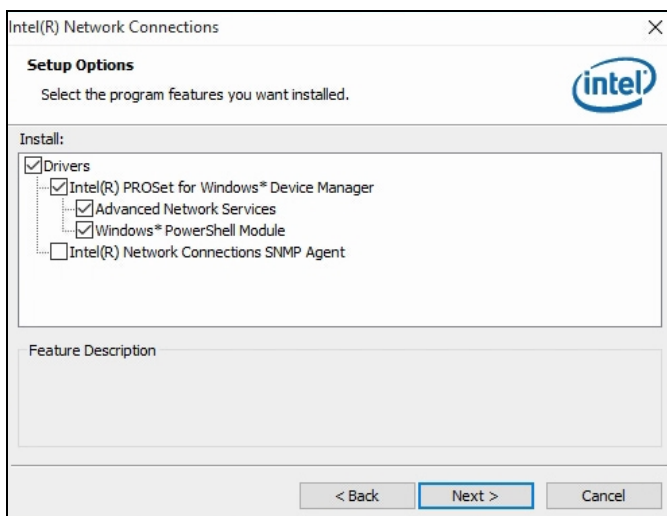 Intel(R) Network Connections
Setup Options
Select the program features you want installed.
intel
Install:
Drivers
Intel(R) PROSet for Windows* Device Manager
Advanced Network Services
Windows* PowerShell Module
Intel(R) Network Connections SNMP Agent
Feature Description
< Back Next > Cancel